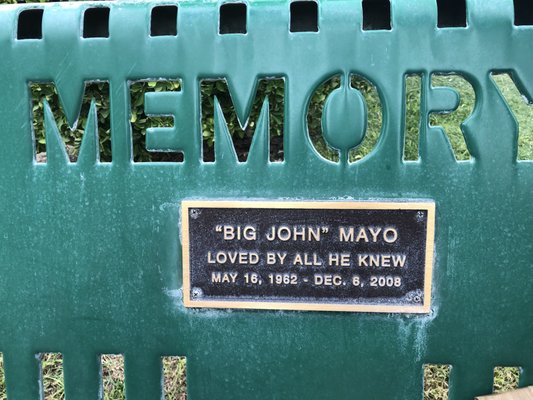 MEMORY
"BIG JOHN" MAYO
LOVED BY ALL HE KNEW
MAY 16, 1962 - DEC. 6, 2008